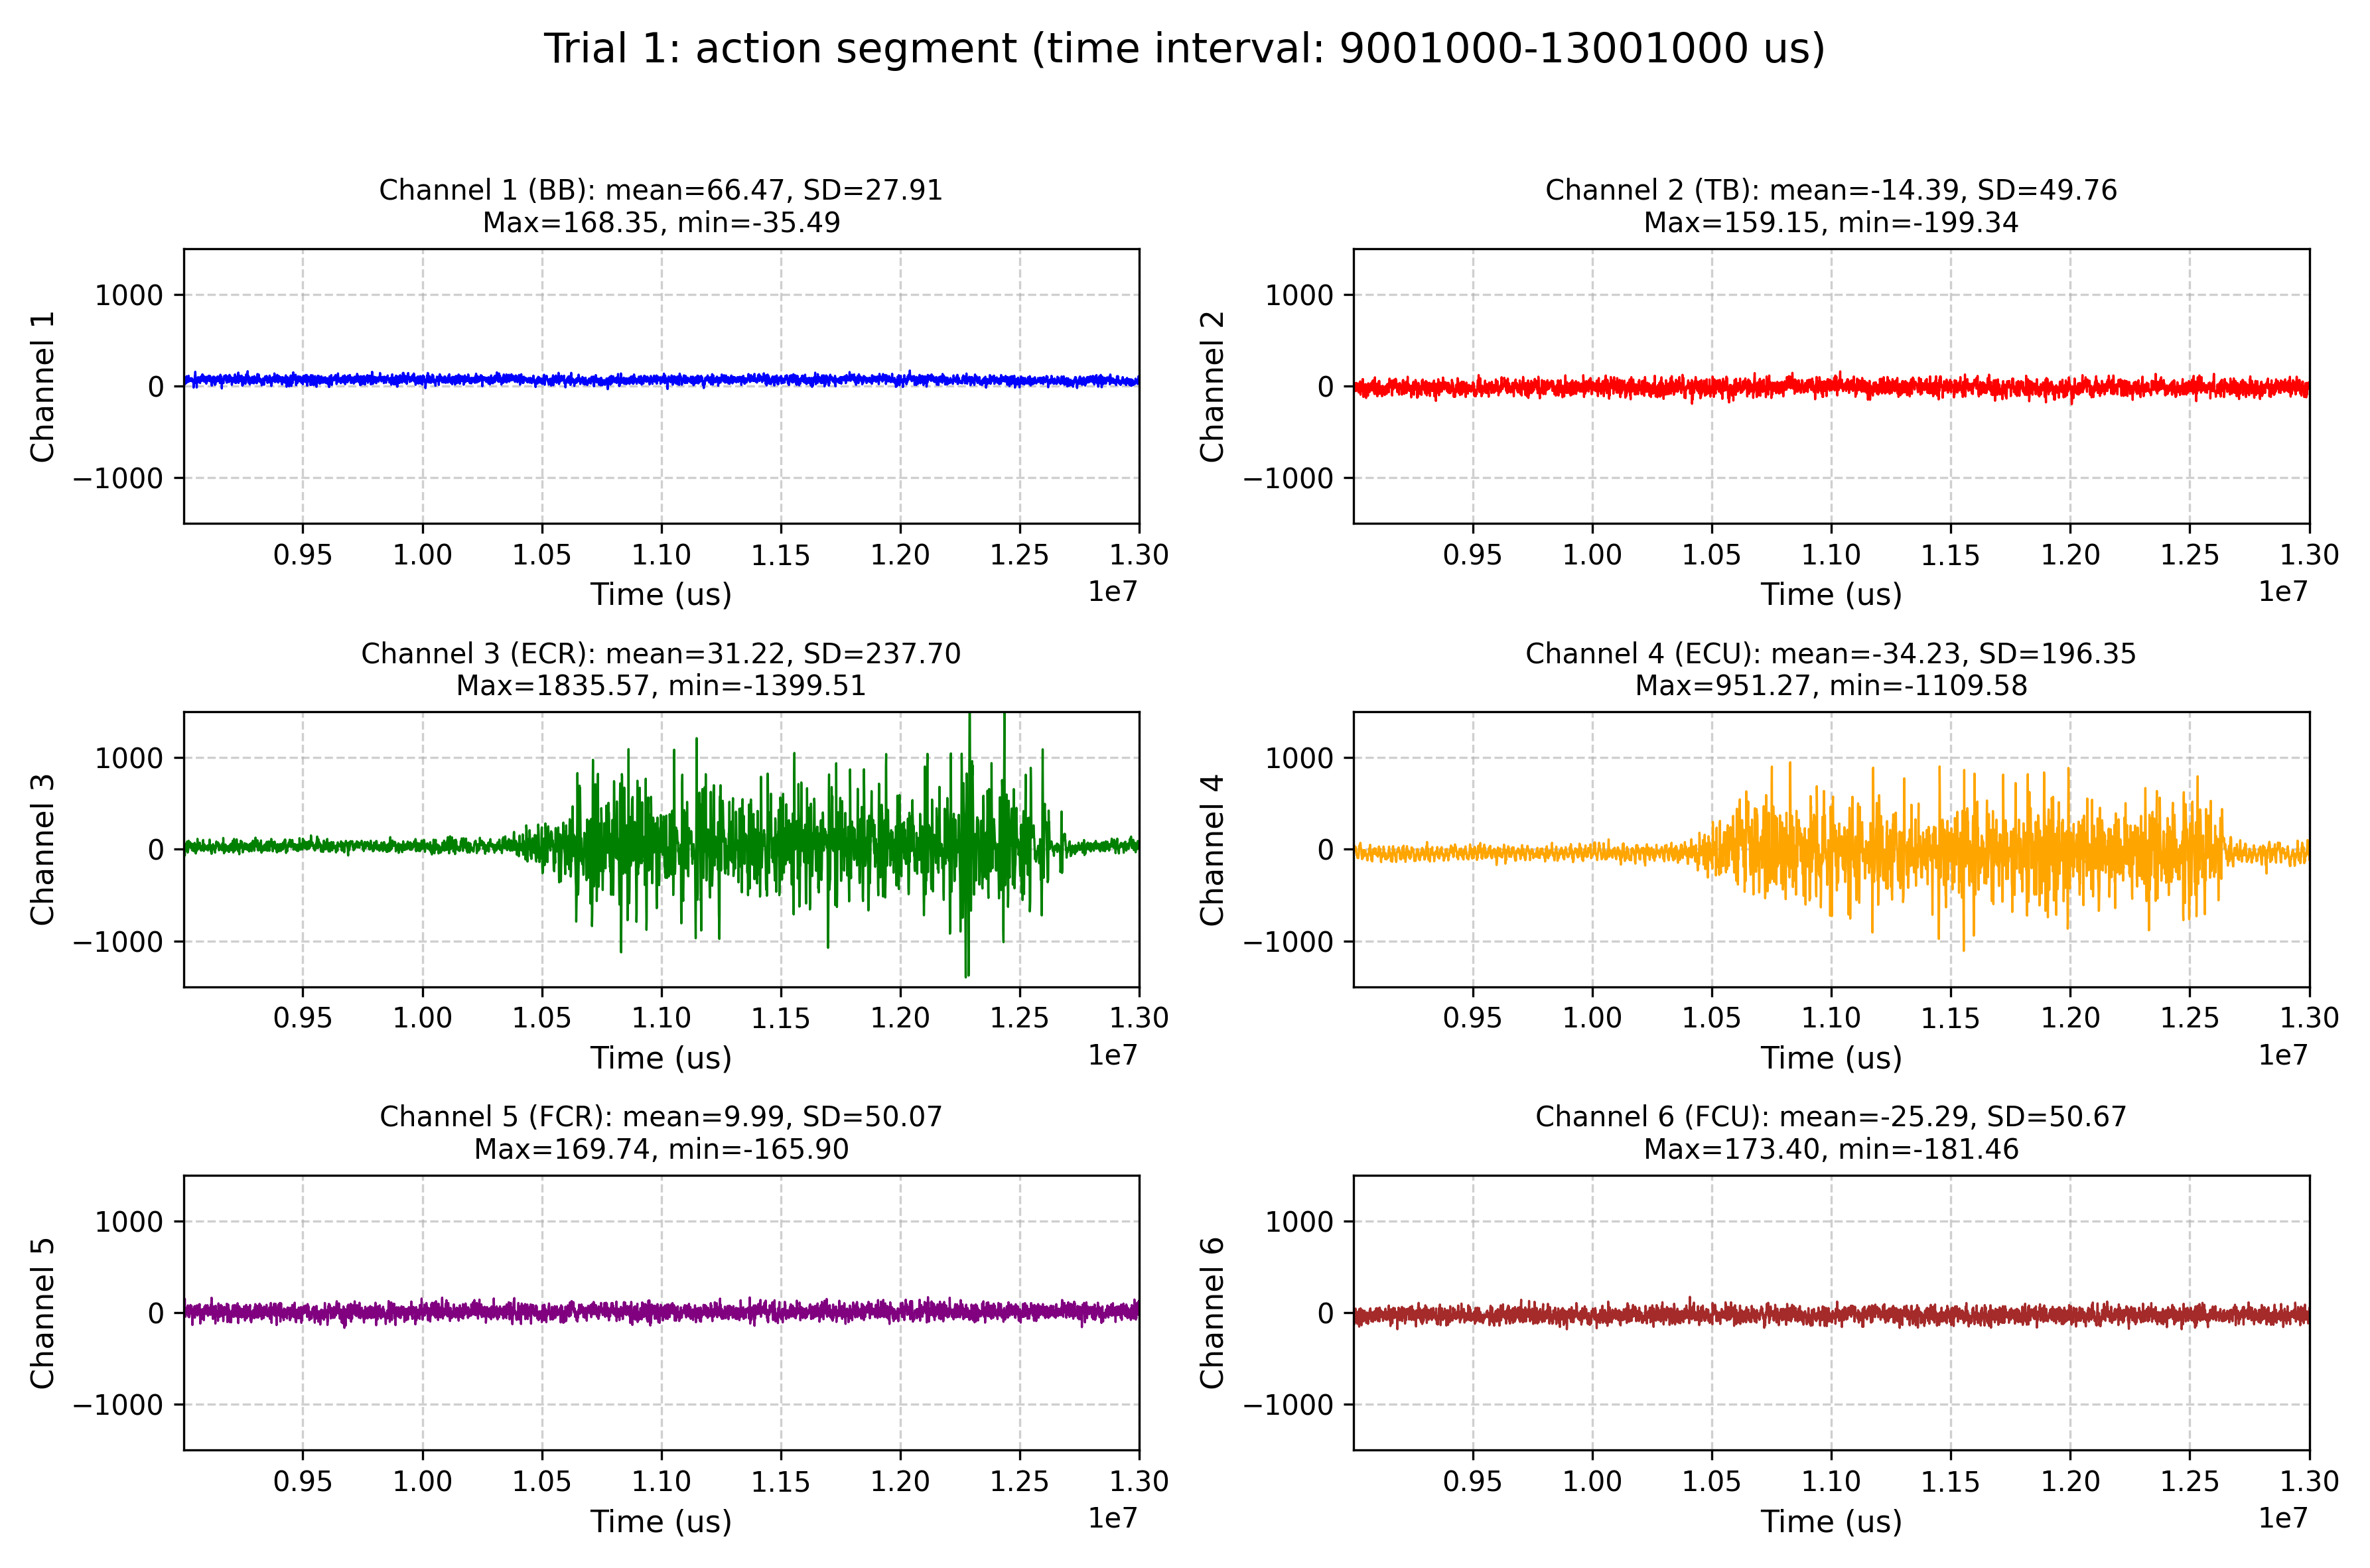 Trial 1: action segment (time interval: 9001000-13001000 us)
Channel 1 (BB): mean=66.47, SD=27.91
Max=168.35, min=-35.49
Channel 1
1000
0
−1000
0.95 1.00 1.05 1.10 1.15 1.20 1.25 1.30
Time (us)
1e7
Channel 2 (TB): mean=-14.39, SD=49.76
Max=159.15, min=-199.34
Channel 2
1000
0
−1000
0.95 1.00 1.05 1.10 1.15 1.20 1.25 1.30
Time (us)
1e7
Channel 3 (ECR): mean=31.22, SD=237.70
Max=1835.57, min=-1399.51
Channel 3
1000
0
−1000
0.95 1.00 1.05 1.10 1.15 1.20 1.25 1.30
Time (us)
1e7
Channel 4 (ECU): mean=-34.23, SD=196.35
Max=951.27, min=-1109.58
Channel 4
1000
0
−1000
0.95 1.00 1.05 1.10 1.15 1.20 1.25 1.30
Time (us)
1e7
Channel 5 (FCR): mean=9.99, SD=50.07
Max=169.74, min=-165.90
Channel 5
1000
0
−1000
0.95 1.00 1.05 1.10 1.15 1.20 1.25 1.30
Time (us)
1e7
Channel 6 (FCU): mean=-25.29, SD=50.67
Max=173.40, min=-181.46
Channel 6
1000
0
−1000
0.95 1.00 1.05 1.10 1.15 1.20 1.25 1.30
Time (us)
1e7